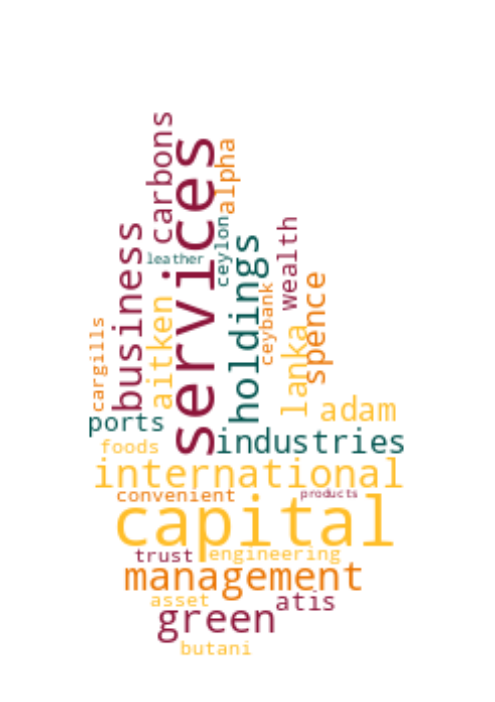 carbons
services
alpha
business
leather
ceylon
holdings
wealth
aitken
ceybank
spence
cargills
lanka
adam
ports
foods
industries
international
convenient
products
capital
trust
engineering
management
asset
atis
green
butani